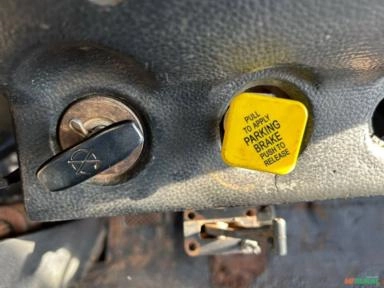 PULL
TO APPLY
PARKING
BRAKE
PUSH TO
RELEASE